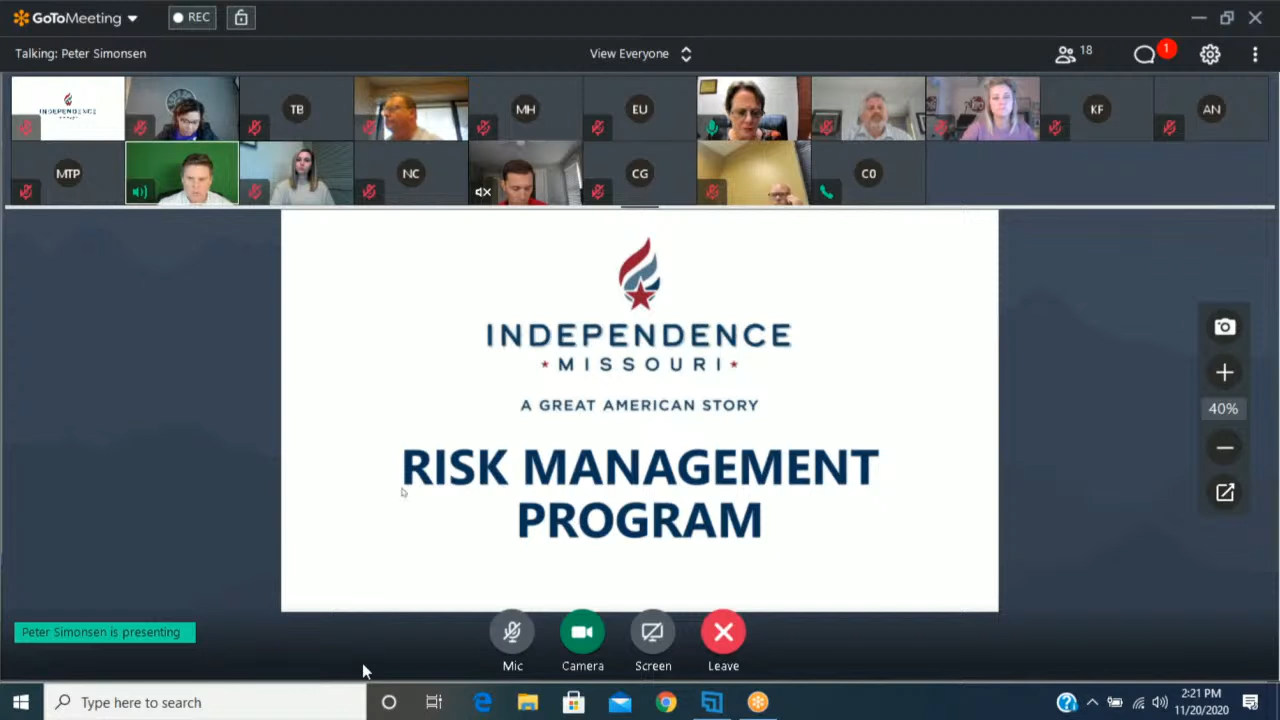 GoToMeeting
REC
Talking: Peter Simonsen
View Everyone
18
1
INDEPENDENCE
TB
MH
EU
KF
AN
MTP
NC
CG
C0
INDEPENDENCE
MISSOURI
A GREAT AMERICAN STORY
RISK MANAGEMENT
PROGRAM
40%
Peter Simonsen is presenting
Mic
Camera
Screen
Leave
Type here to search
2:21 PM
11/20/2020